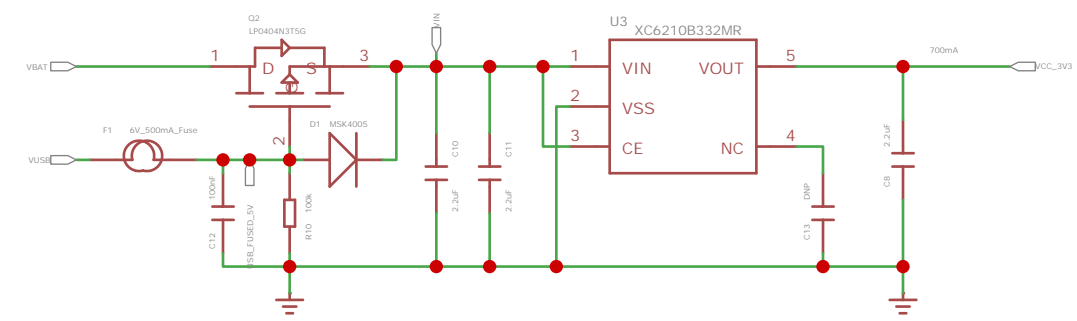 Q2
LP0404N3T5G
VBAT
1
D
S
G
3
2
VIN
F1
6V_500mA_Fuse
VUSB
D1
MSK4005
100nF
C12
USB_FUSED_5V
100k
R10
C10
2.2uF
C11
2.2uF
U3
XC6210B332MR
1
VIN
VOUT
5
2
VSS
3
CE
NC
4
DNP
C13
2.2uF
C8
700mA
VCC_3V3